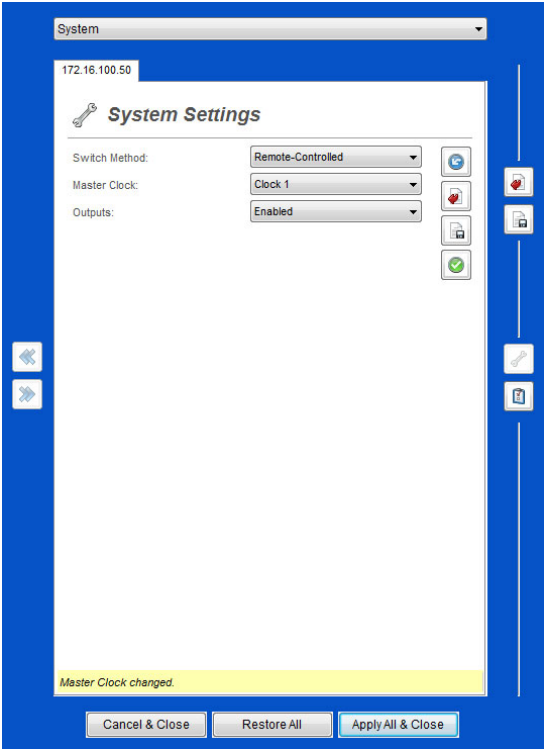 System
172.16.100.50
System Settings
Switch Method: Remote-Controlled
Master Clock: Clock 1
Outputs: Enabled
Master Clock changed.
Cancel & Close Restore All Apply All & Close